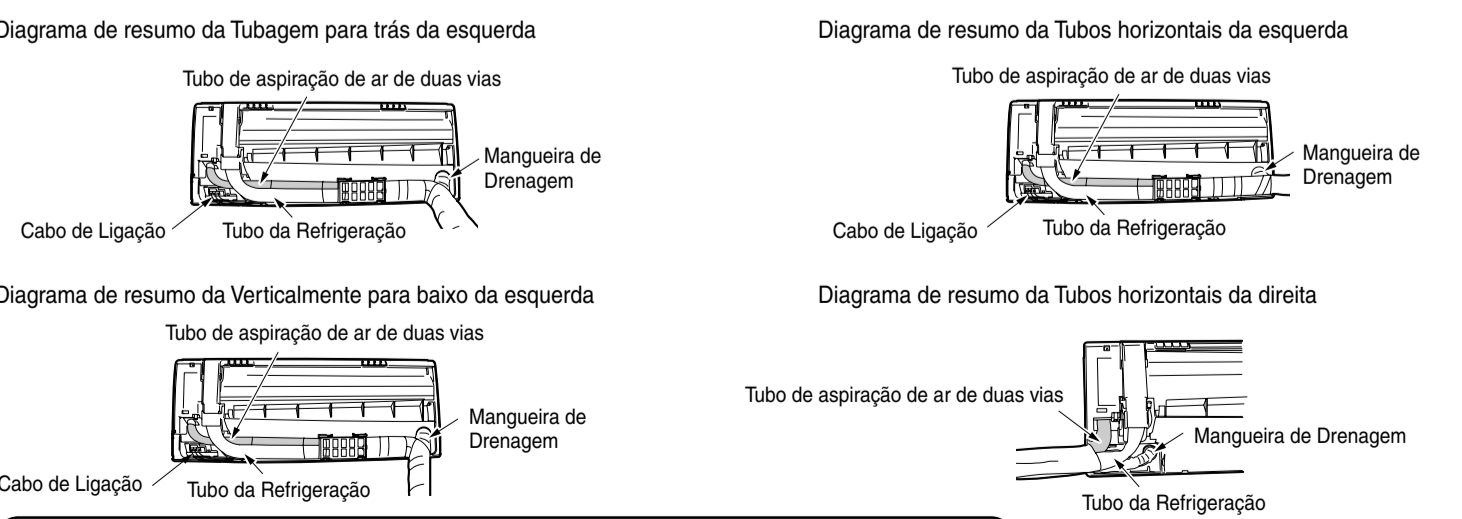 Diagrama de resumo da Tubagem para trás da esquerda
Tubo de aspiração de ar de duas vias
Mangueira de
Drenagem
Cabo de Ligação
Tubo da Refrigeração
Diagrama de resumo da Tubos horizontais da esquerda
Tubo de aspiração de ar de duas vias
Mangueira de
Drenagem
Cabo de Ligação
Tubo da Refrigeração
Diagrama de resumo da Verticalmente para baixo da esquerda
Tubo de aspiração de ar de duas vias
Mangueira de
Drenagem
Cabo de Ligação
Tubo da Refrigeração
Diagrama de resumo da Tubos horizontais da direita
Tubo de aspiração de ar de duas vias
Mangueira de Drenagem
Tubo da Refrigeração